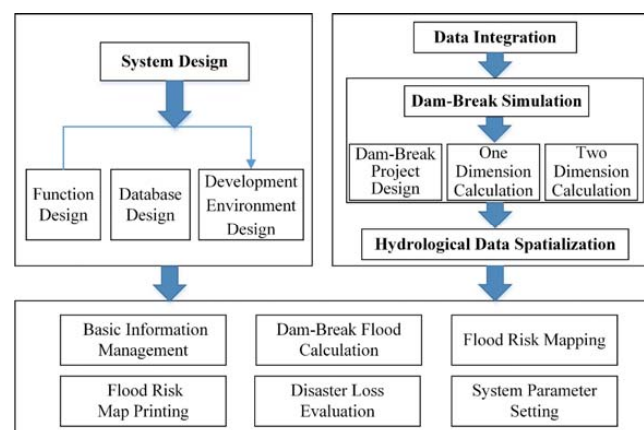 System Design
Function
Design
Database
Design
Development
Environment
Design
Data Integration
Dam-Break Simulation
Dam-Break
Project
Design
One
Dimension
Calculation
Two
Dimension
Calculation
Hydrological Data Spatialization
Basic Information
Management
Dam-Break Flood
Calculation
Flood Risk Mapping
Flood Risk
Map Printing
Disaster Loss
Evaluation
System Parameter
Setting